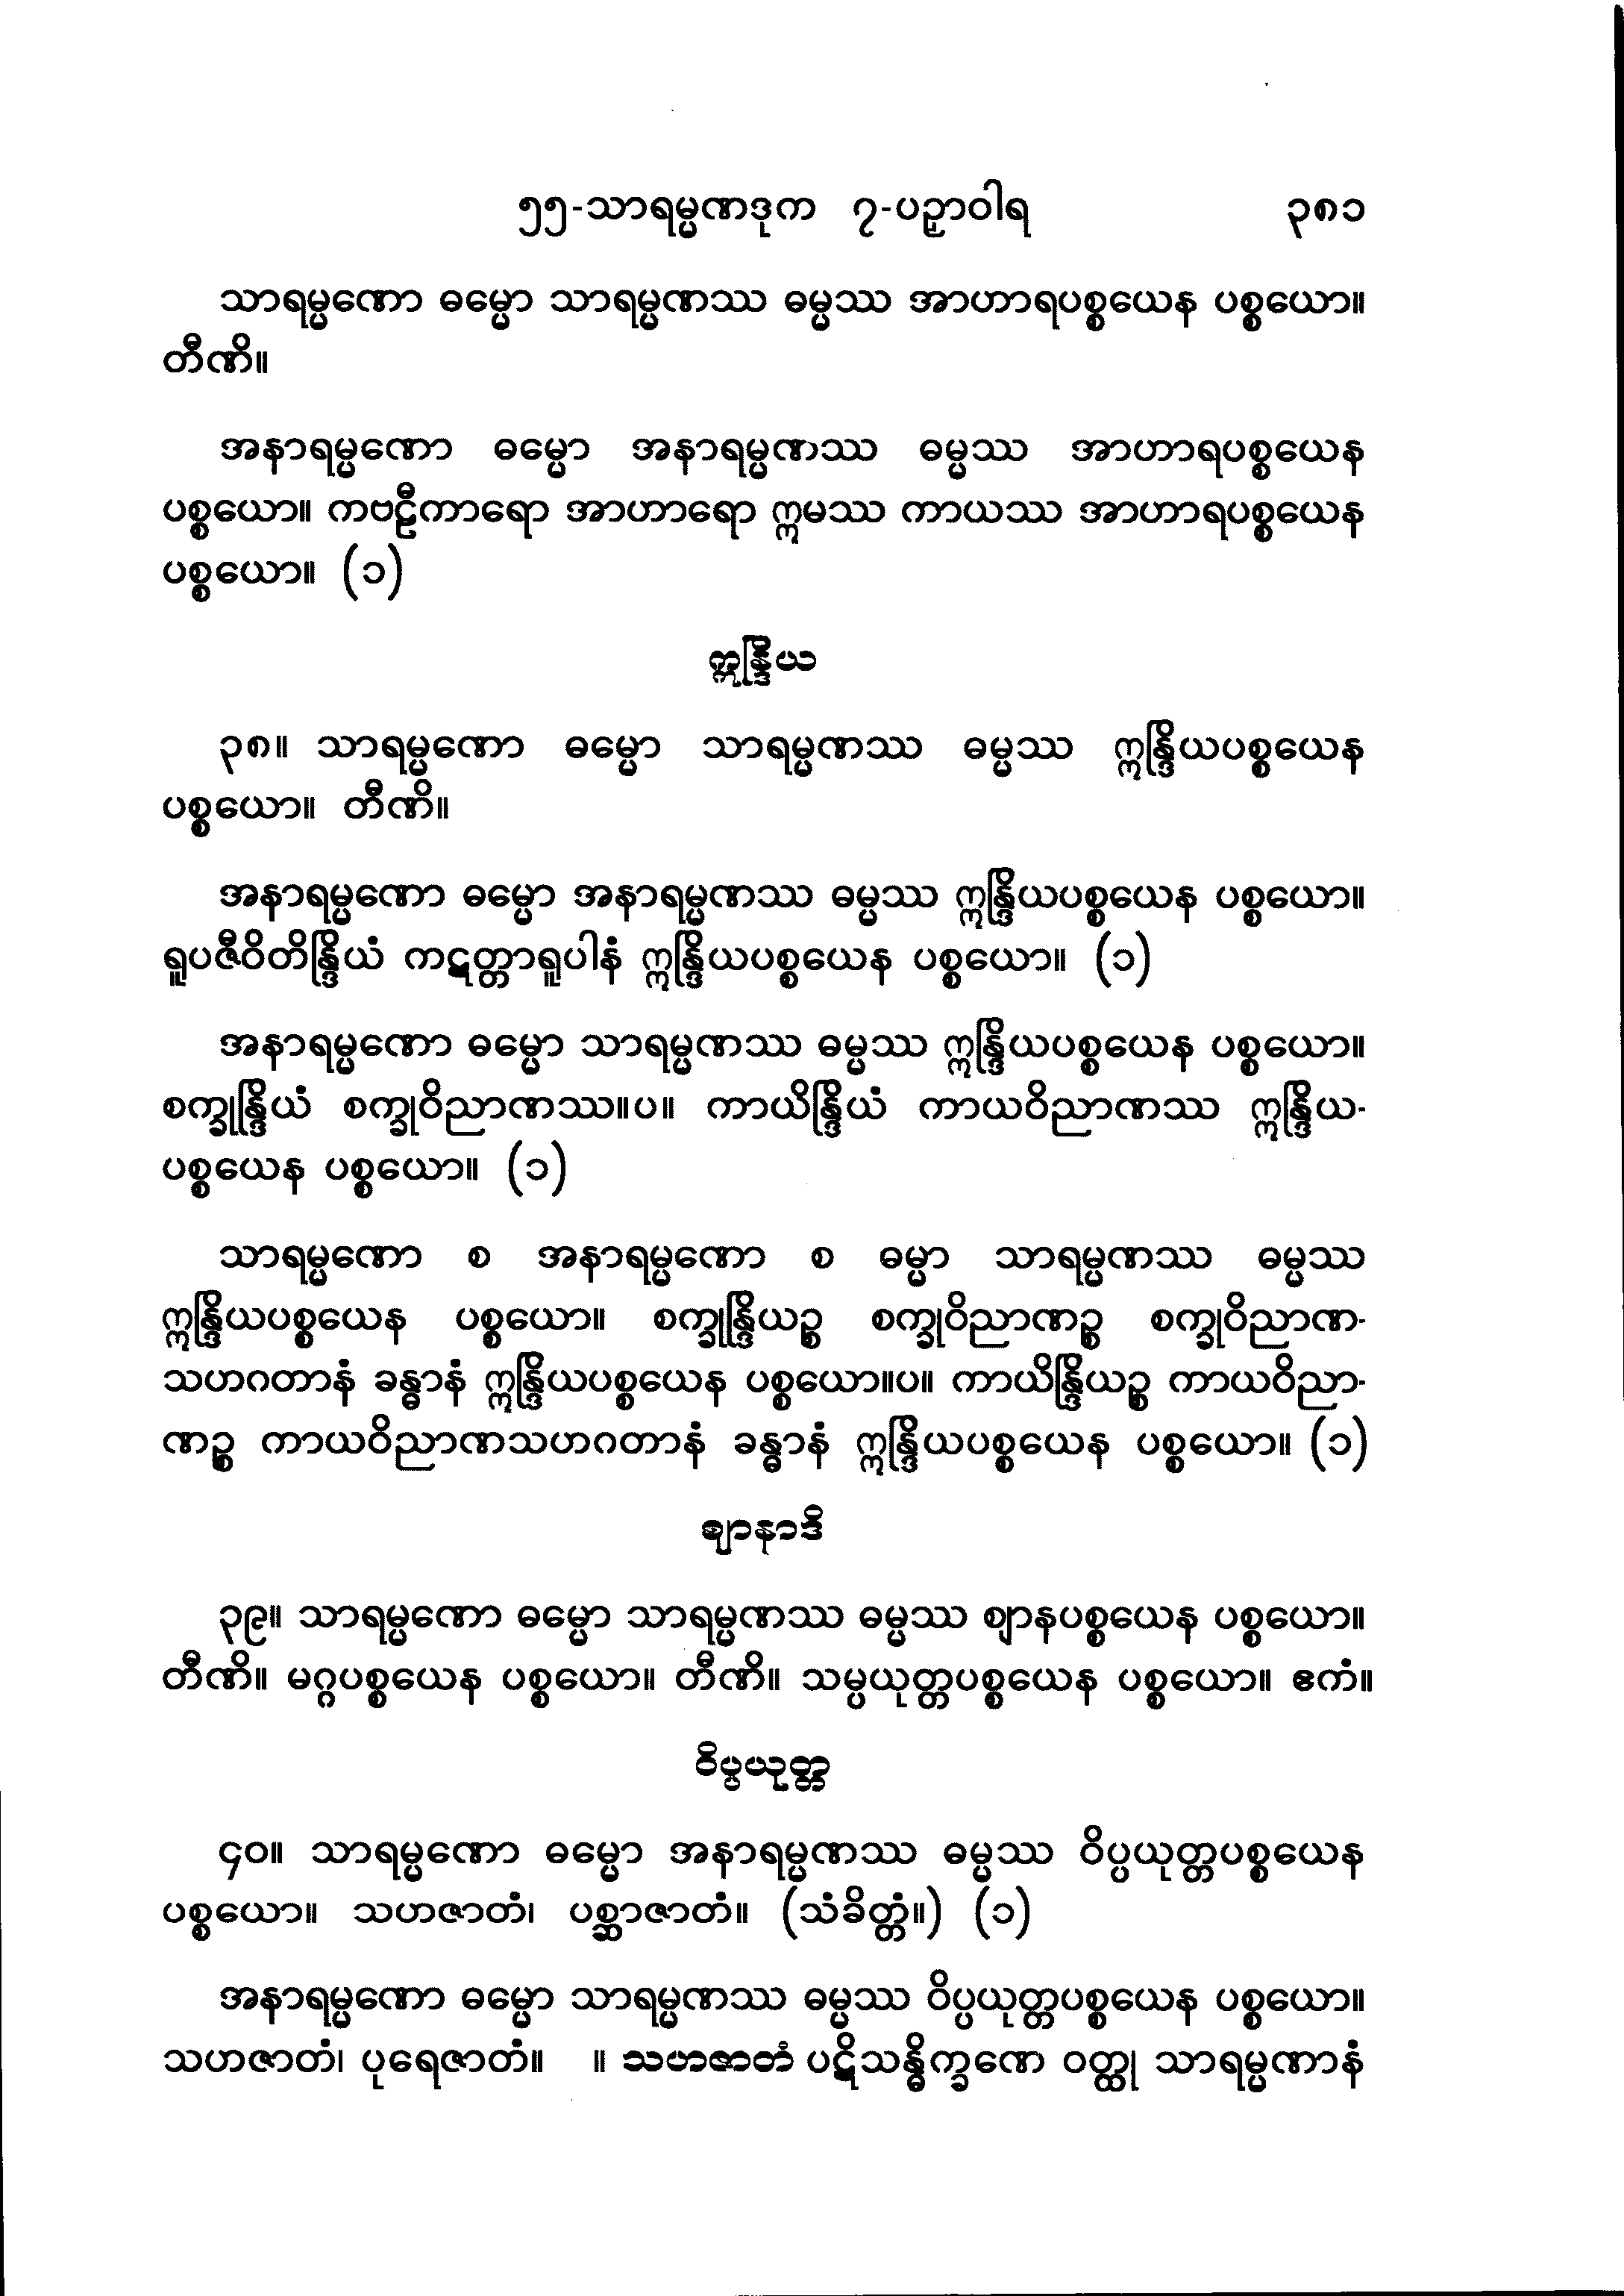 ၅၅-သာရမ္မဏဒုက ၇-ပဉှာဝါရ ၃၈၁
သာရမ္မဏော ဓမ္မော သာရမ္မဏဿ ဓမ္မဿ အာဟာရပစ္စယေန ပစ္စယော။
တီဏိ။
အနာရမ္မဏော ဓမ္မော အနာရမ္မဏဿ ဓမ္မဿ အာဟာရပစ္စယေန
ပစ္စယော။ ကဗဠီကာရော အာဟာရော ဣမဿ ကာယဿ အာဟာရပစ္စယေန
ပစ္စယော။ (၁)
ဣန္ဒြိယ
၃၈။ သာရမ္မဏော ဓမ္မော သာရမ္မဏဿ ဓမ္မဿ ဣန္ဒြိယပစ္စယေန
ပစ္စယော။ တီဏိ။
အနာရမ္မဏော ဓမ္မော အနာရမ္မဏဿ ဓမ္မဿ ဣန္ဒြိယပစ္စယေန ပစ္စယော။
ရူပဇီဝိတိန္ဒြိယံ ကဋတ္တာရူပါနံ ဣန္ဒြိယပစ္စယေန ပစ္စယော။ (၁)
အနာရမ္မဏော ဓမ္မော သာရမ္မဏဿ ဓမ္မဿ ဣန္ဒြိယပစ္စယေန ပစ္စယော။
စက္ခုန္ဒြိယံ စက္ခုဝိညာဏဿ။ပ။ ကာယိန္ဒြိယံ ကာယဝိညာဏဿ ဣန္ဒြိယ-
ပစ္စယေန ပစ္စယော။ (၁)
သာရမ္မဏော စ အနာရမ္မဏော စ ဓမ္မာ သာရမ္မဏဿ ဓမ္မဿ
ဣန္ဒြိယပစ္စယေန ပစ္စယော။ စက္ခုန္ဒြိယဉ္စ စက္ခုဝိညာဏဉ္စ စက္ခုဝိညာဏ-
သဟဂတာနံ ခန္ဓာနံ ဣန္ဒြိယပစ္စယေန ပစ္စယော။ပ။ ကာယိန္ဒြိယဉ္စ ကာယဝိညာ-
ဏဉ္စ ကာယဝိညာဏသဟဂတာနံ ခန္ဓာနံ ဣန္ဒြိယပစ္စယေန ပစ္စယော။ (၁)
ဈာနာဒိ
၃၉။ သာရမ္မဏော ဓမ္မော သာရမ္မဏဿ ဓမ္မဿ ဈာနပစ္စယေန ပစ္စယော။
တီဏိ။ မဂ္ဂပစ္စယေန ပစ္စယော။ တီဏိ။ သမ္ပယုတ္တပစ္စယေန ပစ္စယော။ ဧကံ။
ဝိပ္ပယုတ္တ
၄၀။ သာရမ္မဏော ဓမ္မော အနာရမ္မဏဿ ဓမ္မဿ ဝိပ္ပယုတ္တပစ္စယေန
ပစ္စယော။ သဟဇာတံ၊ ပစ္ဆာဇာတံ။ (သံခိတ္တံ။) (၁)
အနာရမ္မဏော ဓမ္မော သာရမ္မဏဿ ဓမ္မဿ ဝိပ္ပယုတ္တပစ္စယေန ပစ္စယော။
သဟဇာတံ၊ ပုရေဇာတံ။ ။ သဟဇာတံ ပဋိသန္ဓိက္ခဏေ ဝတ္ထု သာရမ္မဏာနံ